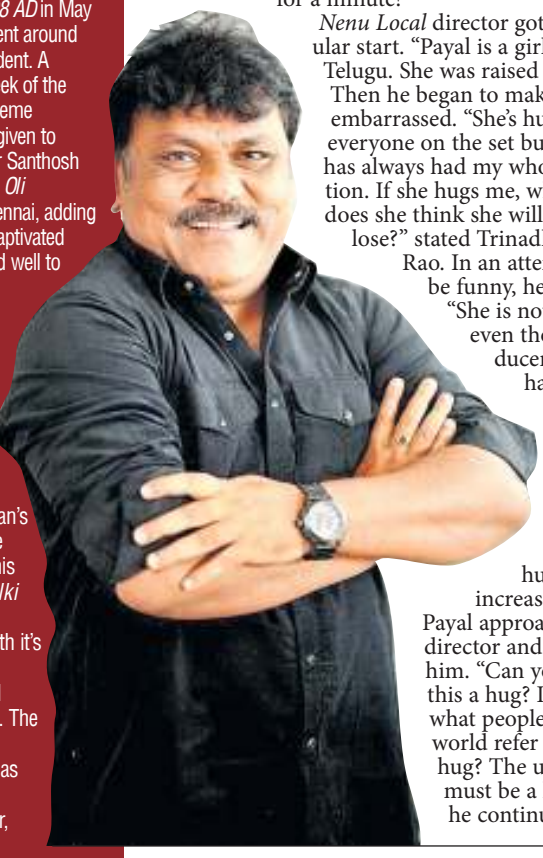 8 AD in May
ent around
dent. A
ek of the
eme
given to
r Santhosh
Oli
ennai, adding
aptivated
d well to
an's
e
his
lki
th it's
l
. The
as
r,
for a minute!
Nenu Local director got
ular start. “Payal is a girl
Telugu. She was raised
Then he began to mak
embarrassed. “She’s hu
everyone on the set bu
has always had my who
tion. If she hugs me, w
does she think she will
lose?” stated Trinadh
Rao. In an atte
be funny, he
“She is no
even the
ducer
ha
hu
increas
Payal approa
director and
him. “Can yo
this a hug? I
what people
world refer
hug? The u
must be a
he continu